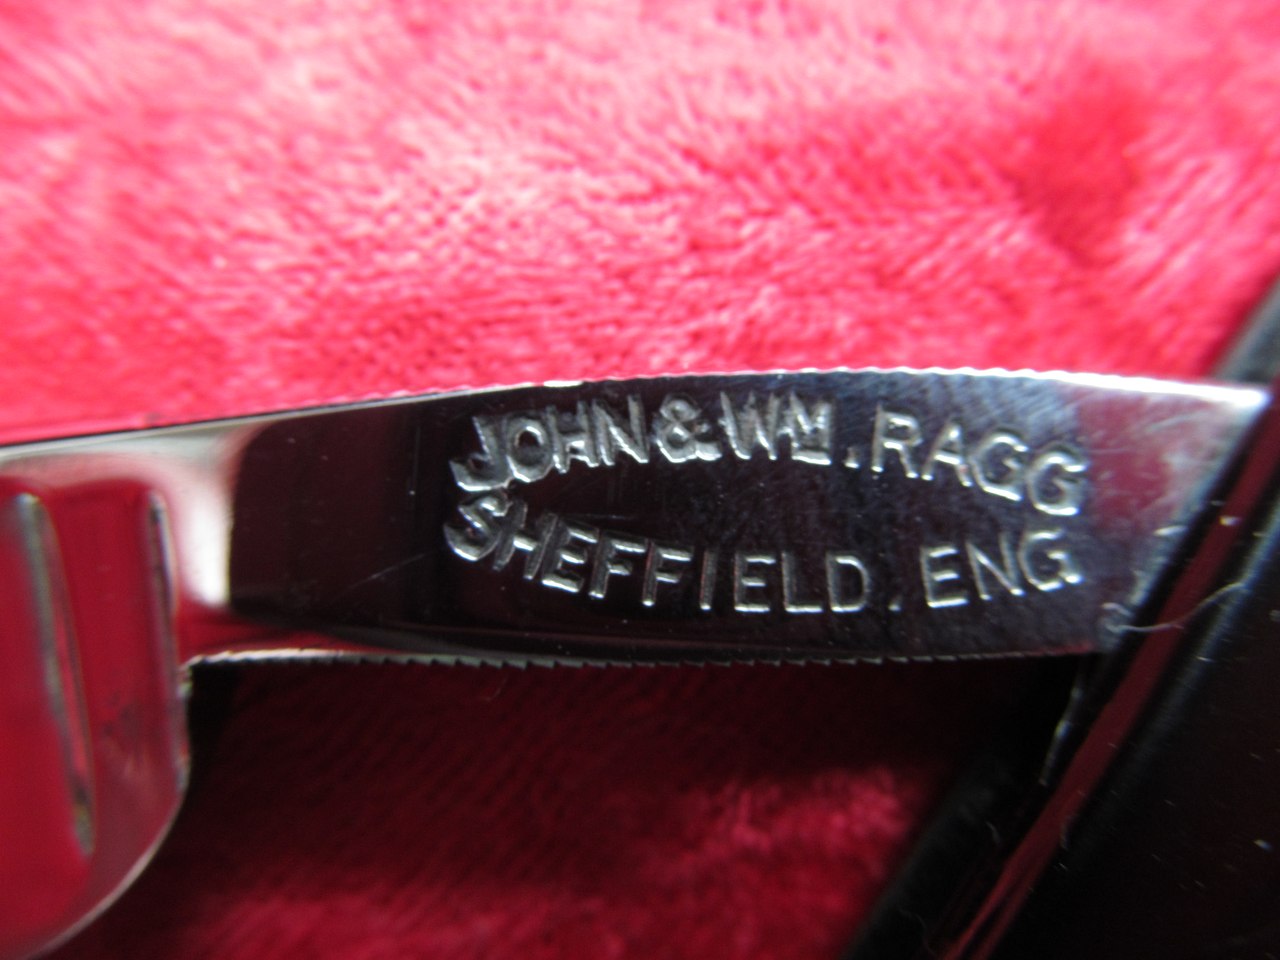 JOHN & WM. RAGG
SHEFFIELD. ENG